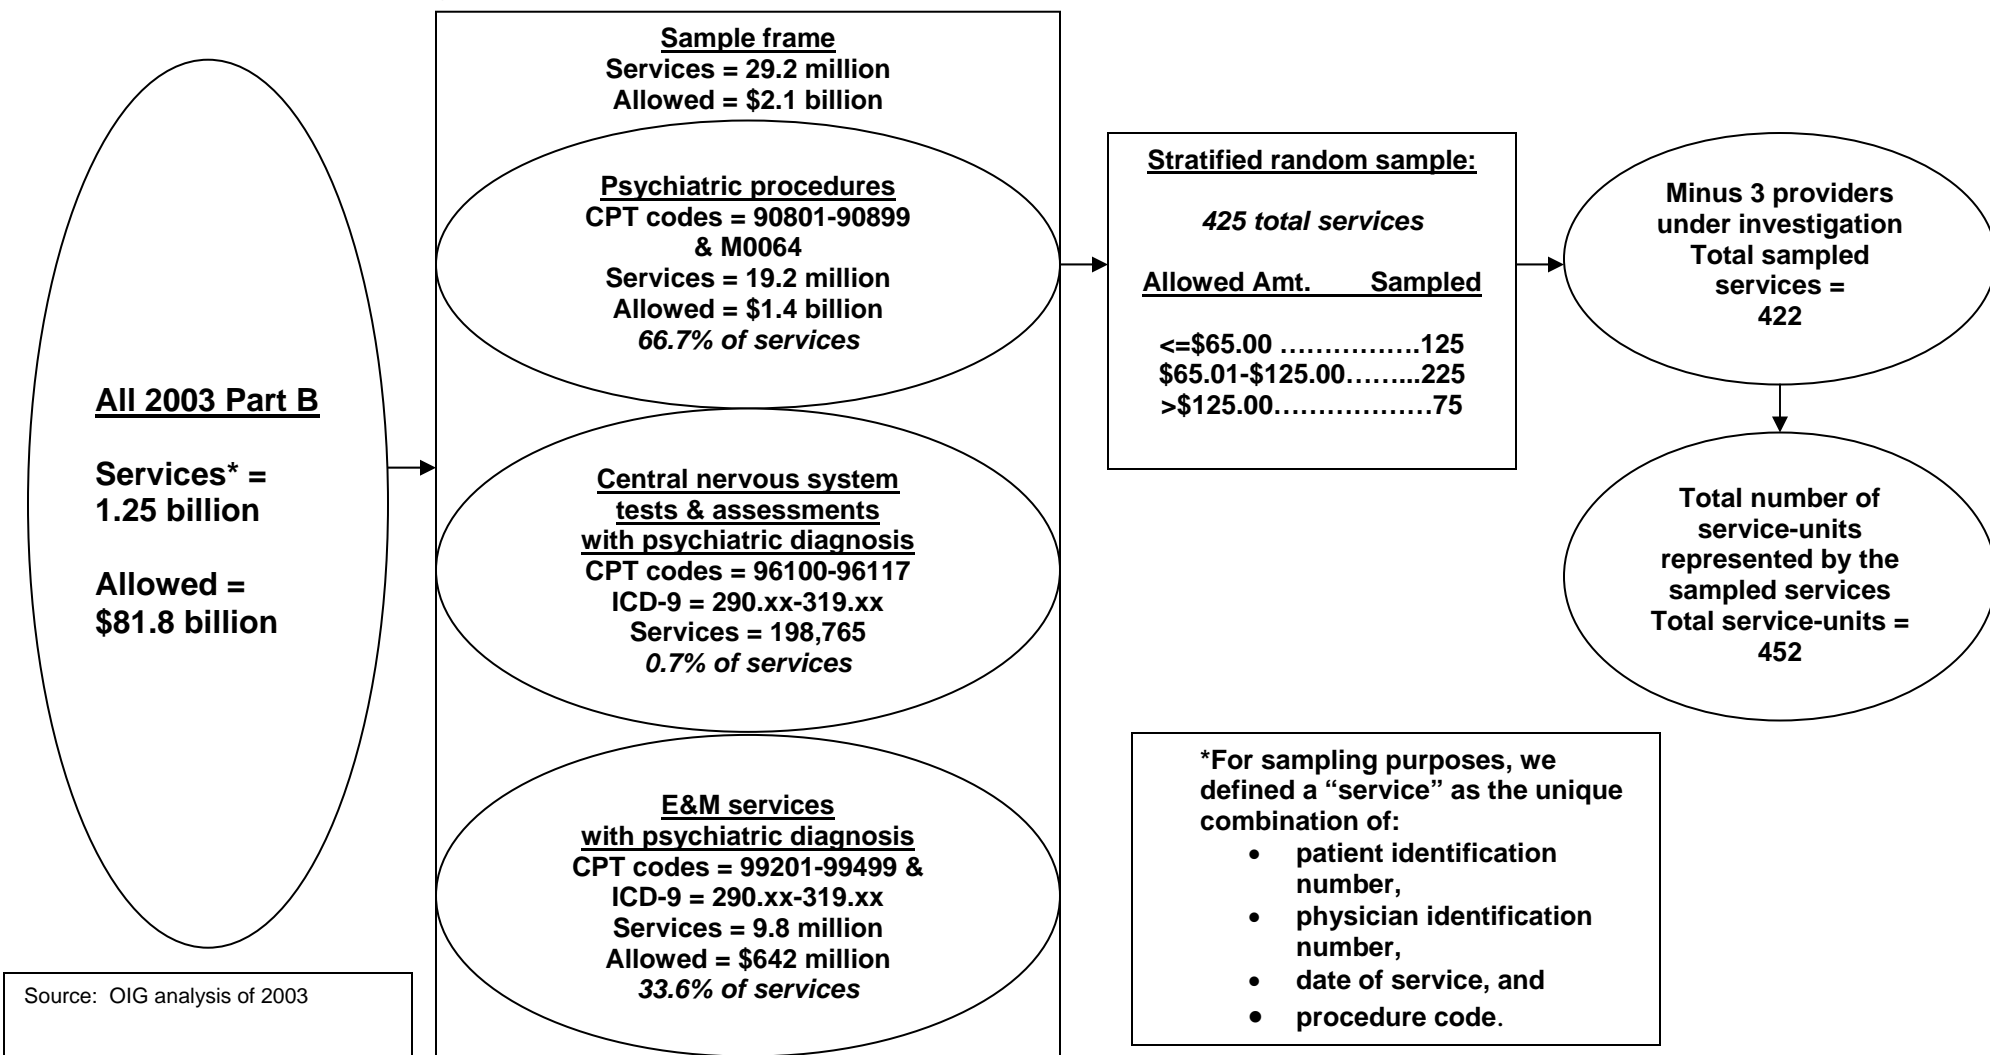 All 2003 Part B
Services* =
1.25 billion
Allowed =
$81.8 billion
Source:  OIG analysis of 2003
Sample frame
Services = 29.2 million
Allowed = $2.1 billion
Psychiatric procedures
CPT codes = 90801-90899
& M0064
Services = 19.2 million
Allowed = $1.4 billion
66.7% of services
Central nervous system
tests & assessments
with psychiatric diagnosis
CPT codes = 96100-96117
ICD-9 = 290.xx-319.xx
Services = 198,765
0.7% of services
E&M services
with psychiatric diagnosis
CPT codes = 99201-99499 &
ICD-9 = 290.xx-319.xx
Services = 9.8 million
Allowed = $642 million
33.6% of services
Stratified random sample:
425 total services
Allowed Amt. Sampled
<=$65.00 …………….125
$65.01-$125.00……...225
>$125.00………………75
Minus 3 providers
under investigation
Total sampled
services =
422
Total number of
service-units
represented by the
sampled services
Total service-units =
452
*For sampling purposes, we
defined a “service” as the unique
combination of:
• patient identification
number,
• physician identification
number,
• date of service, and
• procedure code.